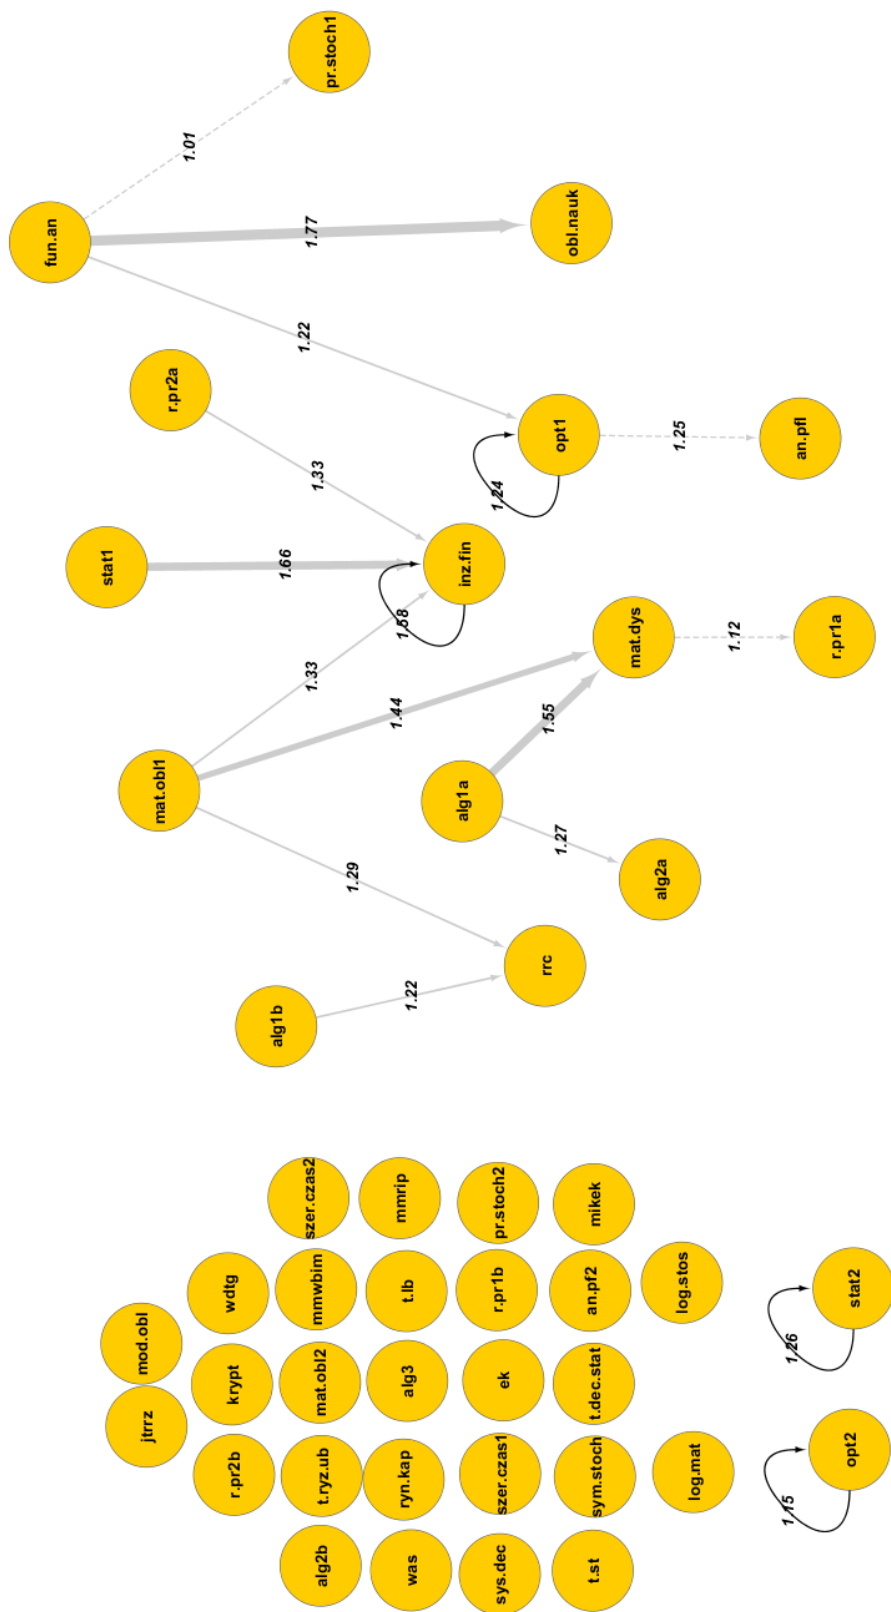 pr.stoch1
1.01
fun.an
1.77
obl.nauk
1.22
r.pr2a
1.33
opt1
1.24
1.25
an.pfl
stat1
1.66
inz.fin
1.58
1.33
mat.obl1
1.44
mat.dys
1.12
r.pr1a
1.55
alg1a
1.27
alg2a
1.29
rrc
1.22
alg1b
szer.czas2
mmrip
pr.stoch2
mikek
wdtg
mmwbim
t.lb
r.pr1b
an.pf2
log.stos
mod.obl
jtrrz
krypt
mat.obl2
alg3
ek
t.dec.stat
r.pr2b
t.ryz.ub
ryn.kap
szer.czas1
sym.stoch
log.mat
alg2b
was
sys.dec
t.st
1.26
stat2
1.15
opt2